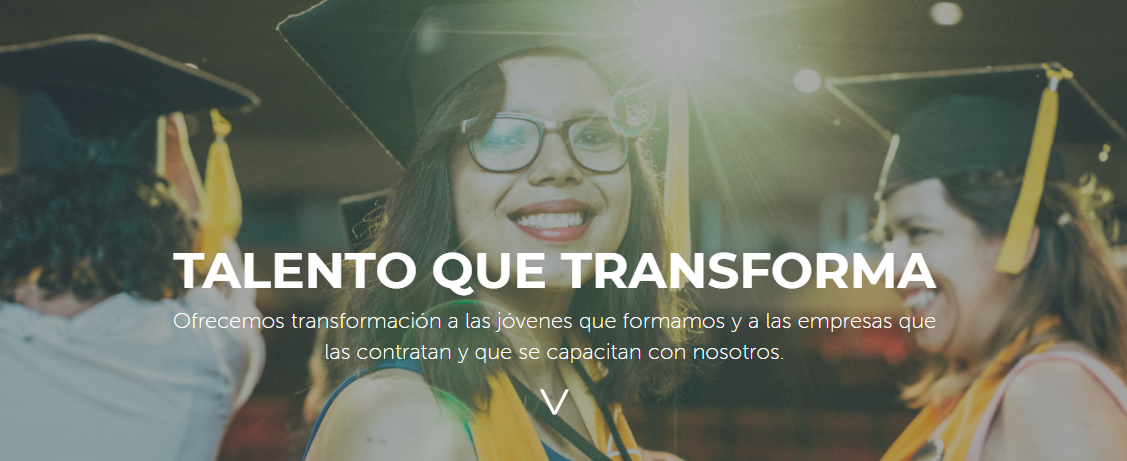 TALENTO QUE TRANSFORMA
Ofrecemos transformación a las jóvenes que formamos y a las empresas que
las contratan y que se capacitan con nosotros.